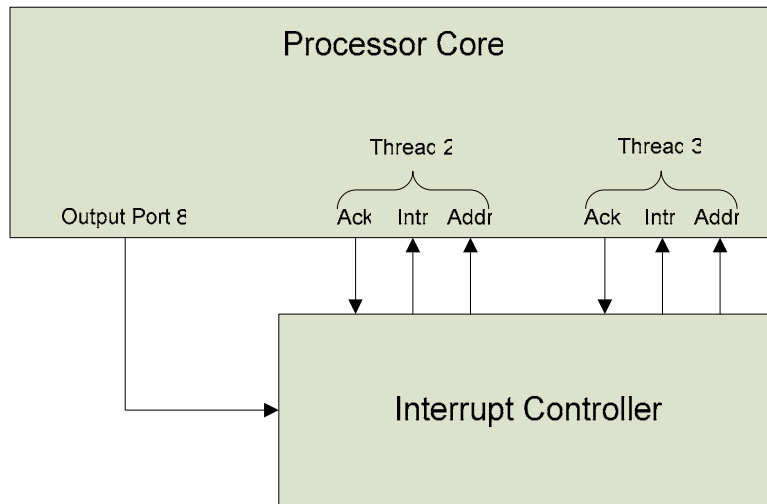 Processor Core
Thread 2 Thread 3
Output Port 8 Ack Intr Addr Ack Intr Addr
Interrupt Controller